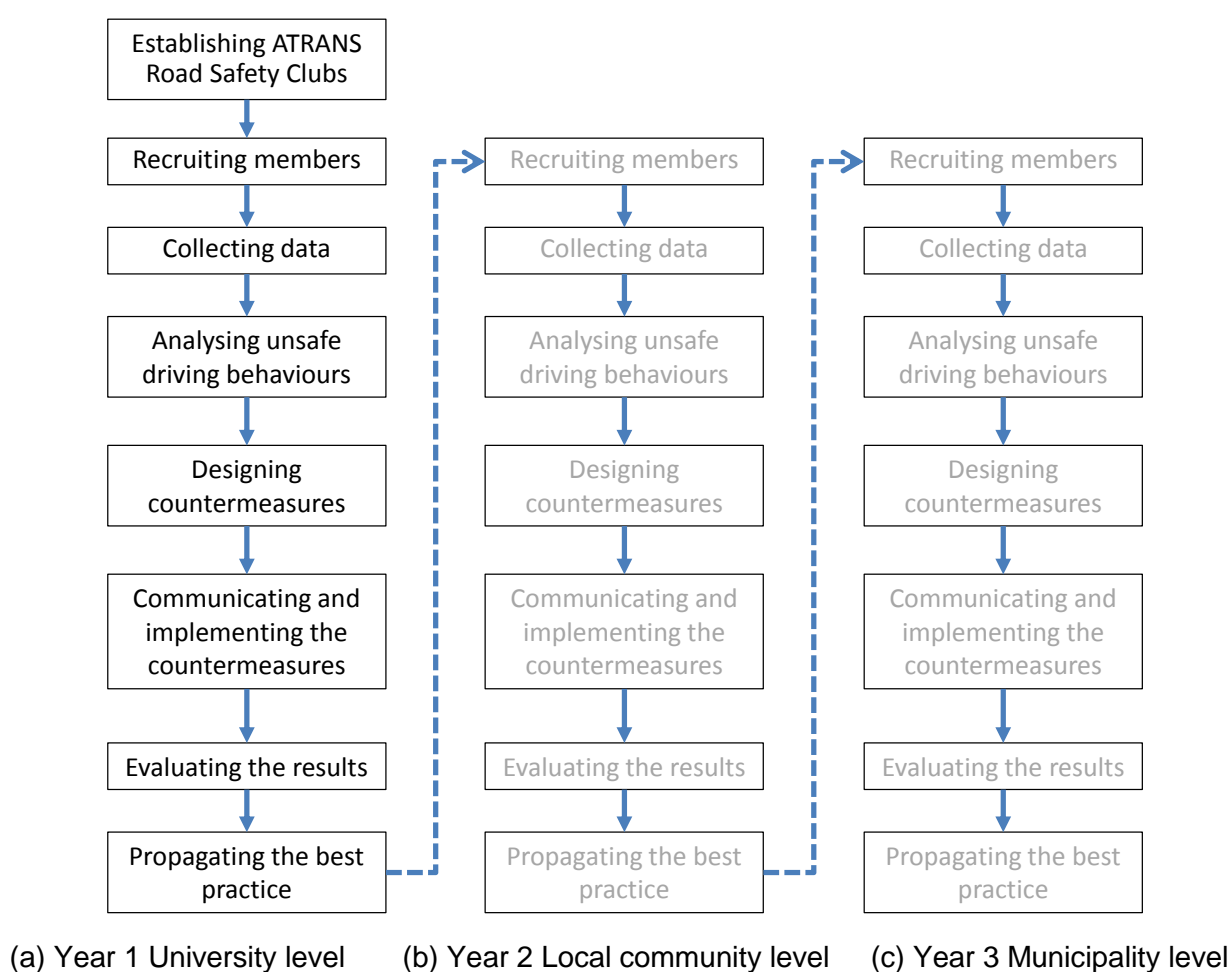 Establishing ATRANS
Road Safety Clubs
Recruiting members
Collecting data
Analysing unsafe
driving behaviours
Designing
countermeasures
Communicating and
implementing the
countermeasures
Evaluating the results
Propagating the best
practice
Recruiting members
Collecting data
Analysing unsafe
driving behaviours
Designing
countermeasures
Communicating and
implementing the
countermeasures
Evaluating the results
Propagating the best
practice
Recruiting members
Collecting data
Analysing unsafe
driving behaviours
Designing
countermeasures
Communicating and
implementing the
countermeasures
Evaluating the results
Propagating the best
practice
(a) Year 1 University level
(b) Year 2 Local community level
(c) Year 3 Municipality level